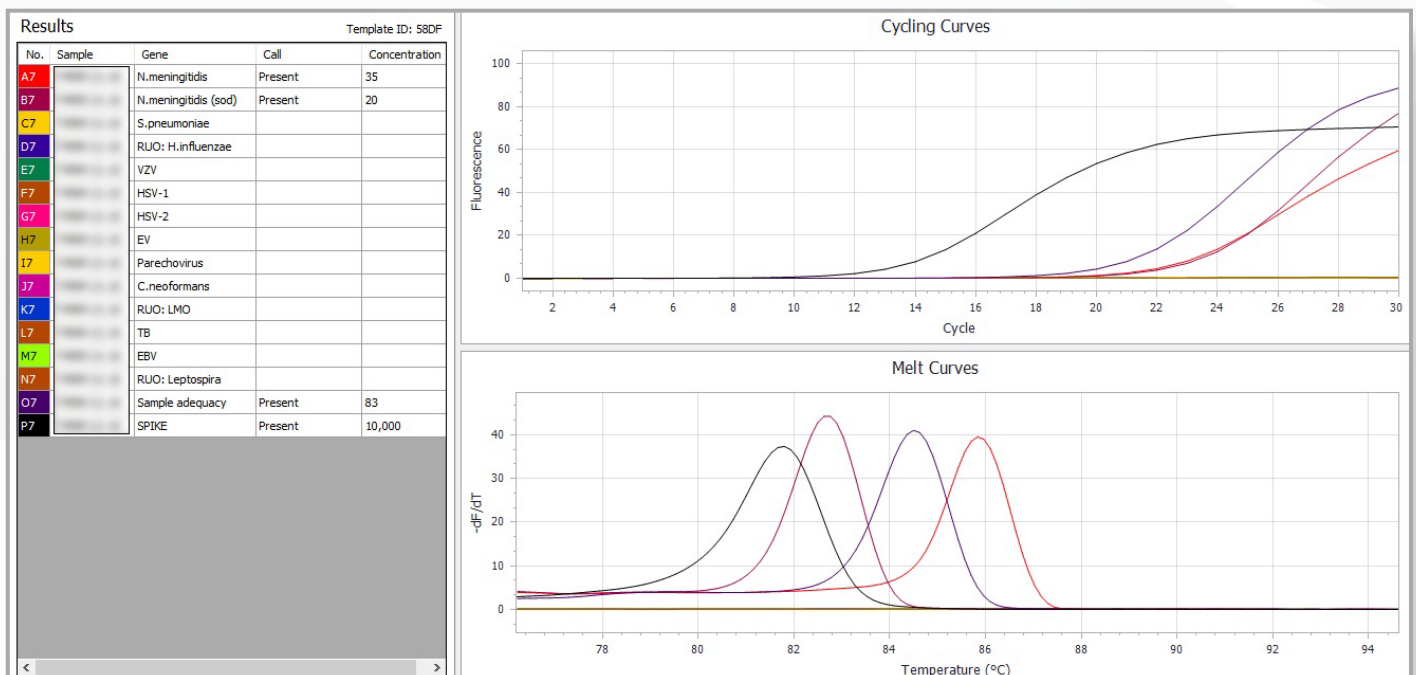 Results Template ID: 58DF
No. Sample Gene Call Concentration
A7 N.meningitidis Present 35
B7 N.meningitidis (sod) Present 20
C7 S.pneumoniae
D7 RUO: H.influenzae
E7 VZV
F7 HSV-1
G7 HSV-2
H7 EV
I7 Parechovirus
J7 C.neoformans
K7 RUO: LMO
L7 TB
M7 EBV
N7 RUO: Leptospira
O7 Sample adequacy Present 83
P7 SPIKE Present 10,000
Cycling Curves
Fluorescence
100
80
60
40
20
0
2 4 6 8 10 12 14 16 18 20 22 24 26 28 30
Cycle
Melt Curves
-dF/dT
40
30
20
10
0
78 80 82 84 86 88 90 92 94
Temperature (ºC)